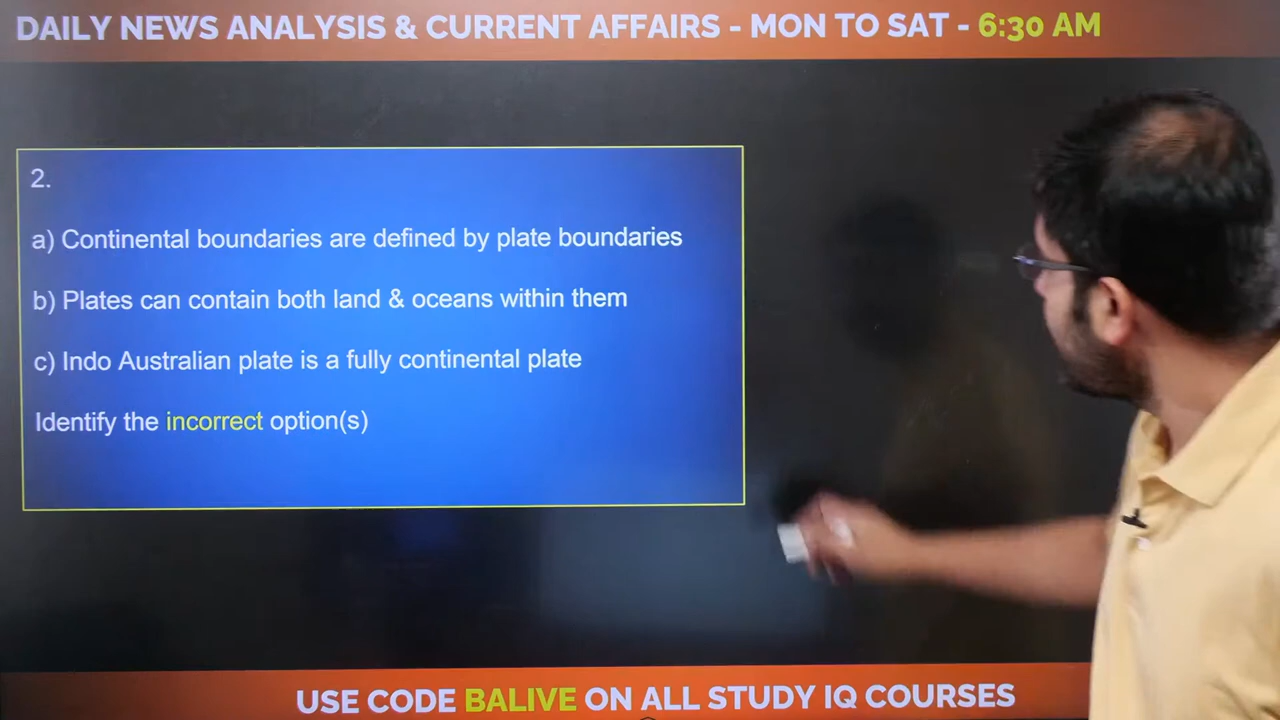 DAILY NEWS ANALYSIS & CURRENT AFFAIRS - MON TO SAT - 6:30 AM
2.
a) Continental boundaries are defined by plate boundaries
b) Plates can contain both land & oceans within them
c) Indo Australian plate is a fully continental plate
Identify the incorrect option(s)
USE CODE BALIVE ON ALL STUDY IQ COURSES